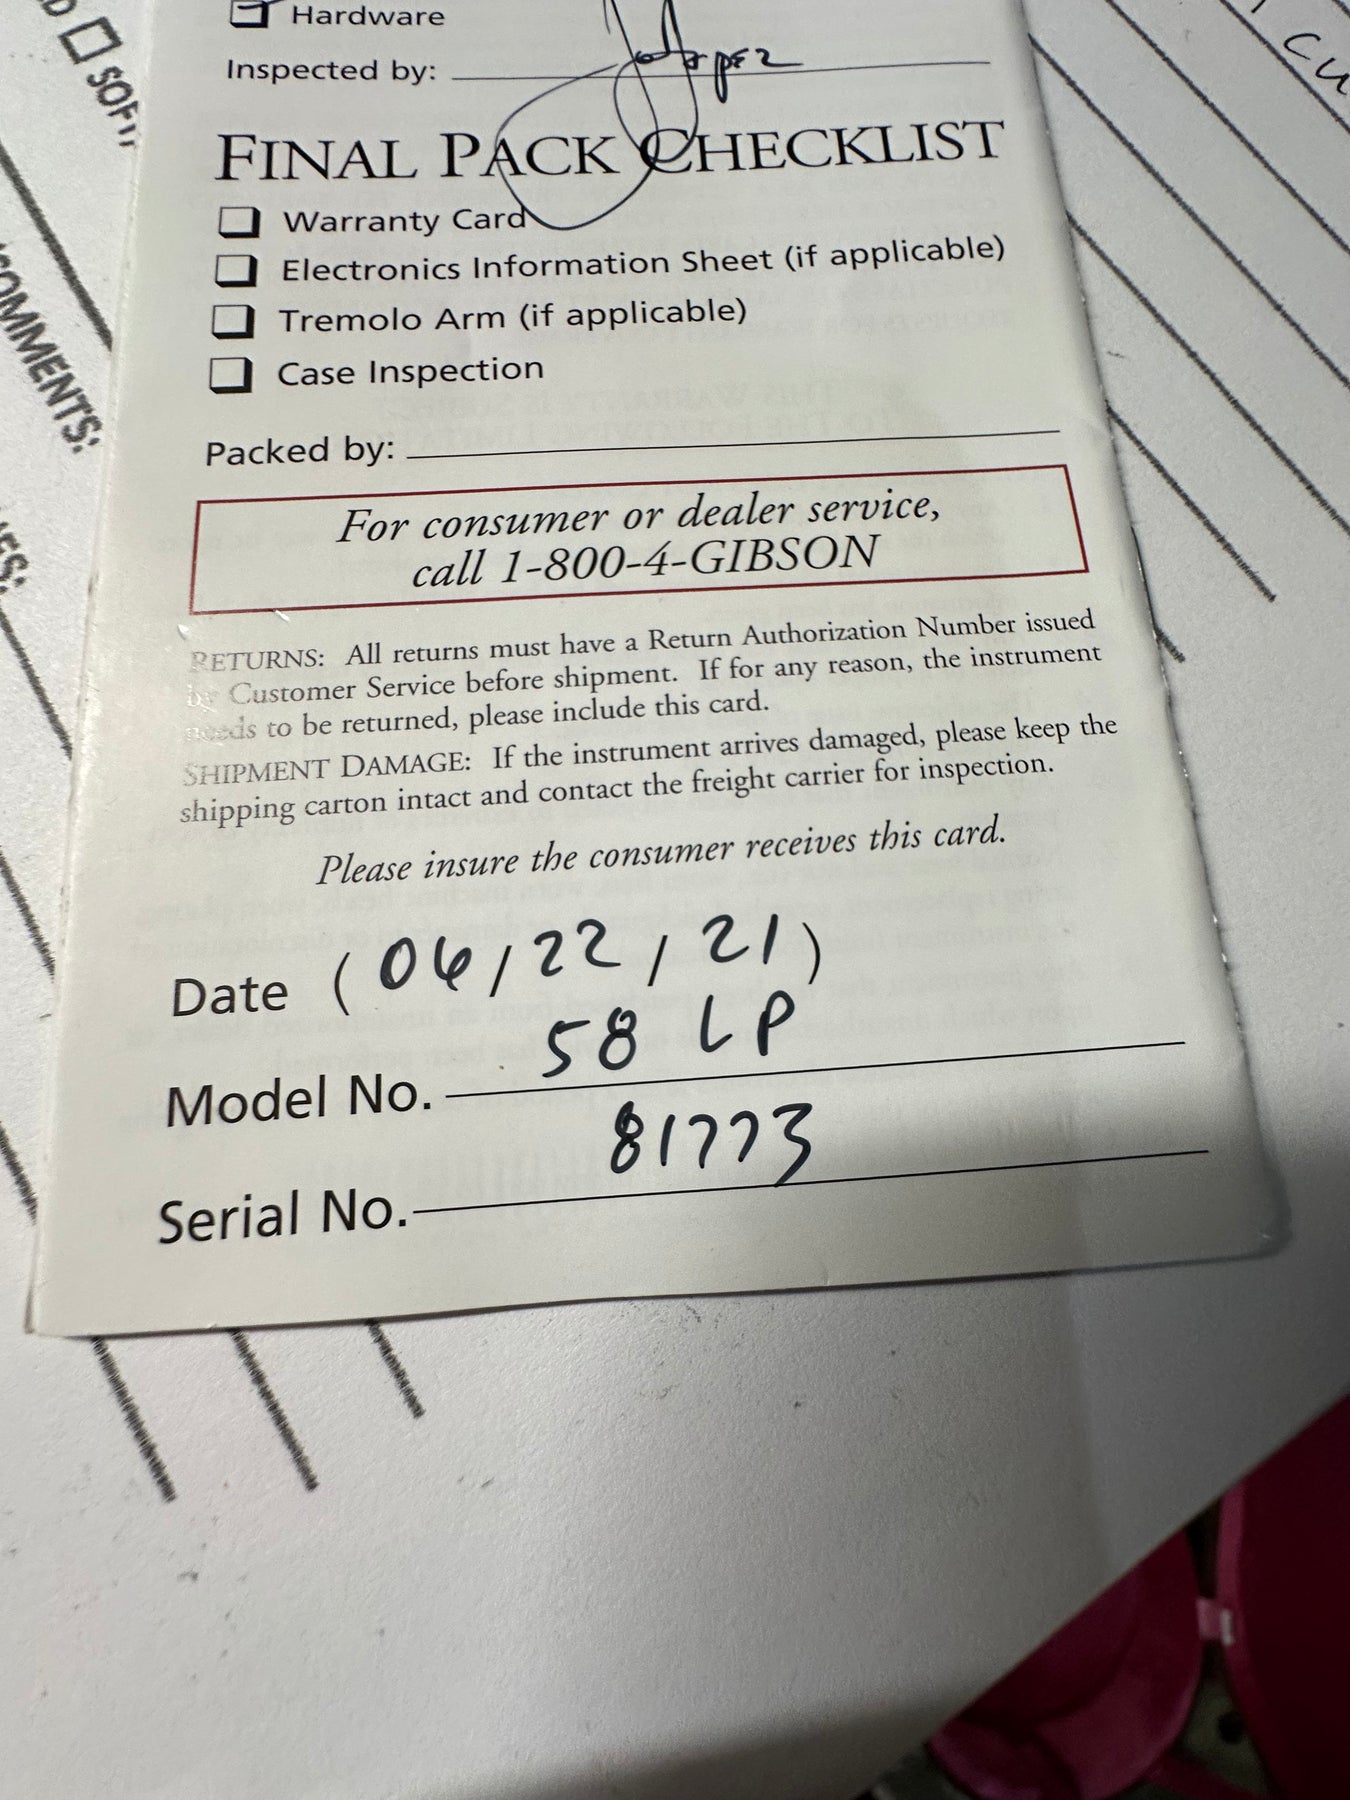 Hardware
Inspected by:
FINAL PACK CHECKLIST
Warranty Card
Electronics Information Sheet (if applicable)
Tremolo Arm (if applicable)
Case Inspection
Packed by:
For consumer or dealer service,
call 1-800-4-GIBSON
RETURNS: All returns must have a Return Authorization Number issued
by Customer Service before shipment. If for any reason, the instrument
needs to be returned, please include this card.
SHIPMENT DAMAGE: If the instrument arrives damaged, please keep the
shipping carton intact and contact the freight carrier for inspection.
Please insure the consumer receives this card.
Date (06/22/21)
Model No. 58 LP
Serial No. 81773
COMMENTS: